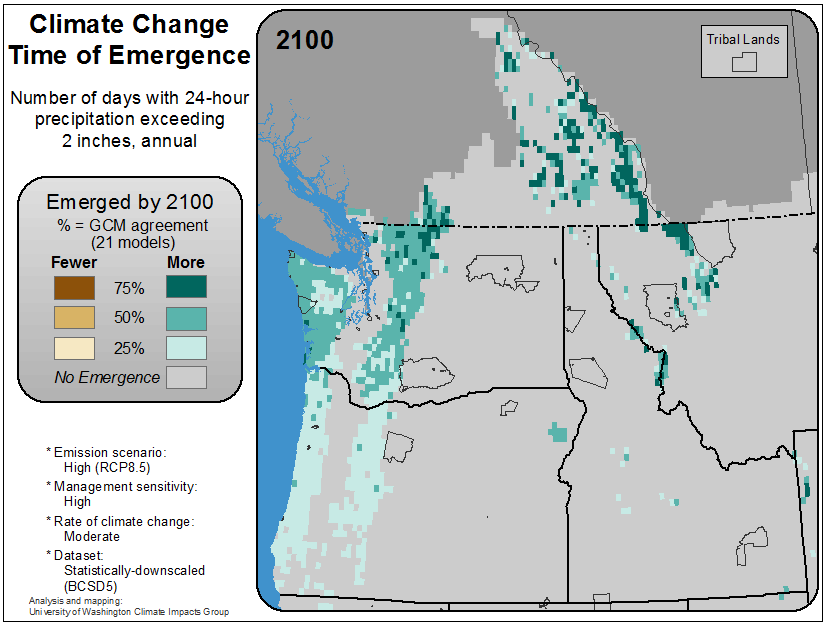 Climate Change
Time of Emergence
Number of days with 24-hour
precipitation exceeding
2 inches, annual
Emerged by 2100
% = GCM agreement
(21 models)
Fewer More
75%
50%
25%
No Emergence
* Emission scenario:
High (RCP8.5)
* Management sensitivity:
High
* Rate of climate change:
Moderate
* Dataset:
Statistically-downscaled
(BCSD5)
Analysis and mapping:
University of Washington Climate Impacts Group
2100
Tribal Lands